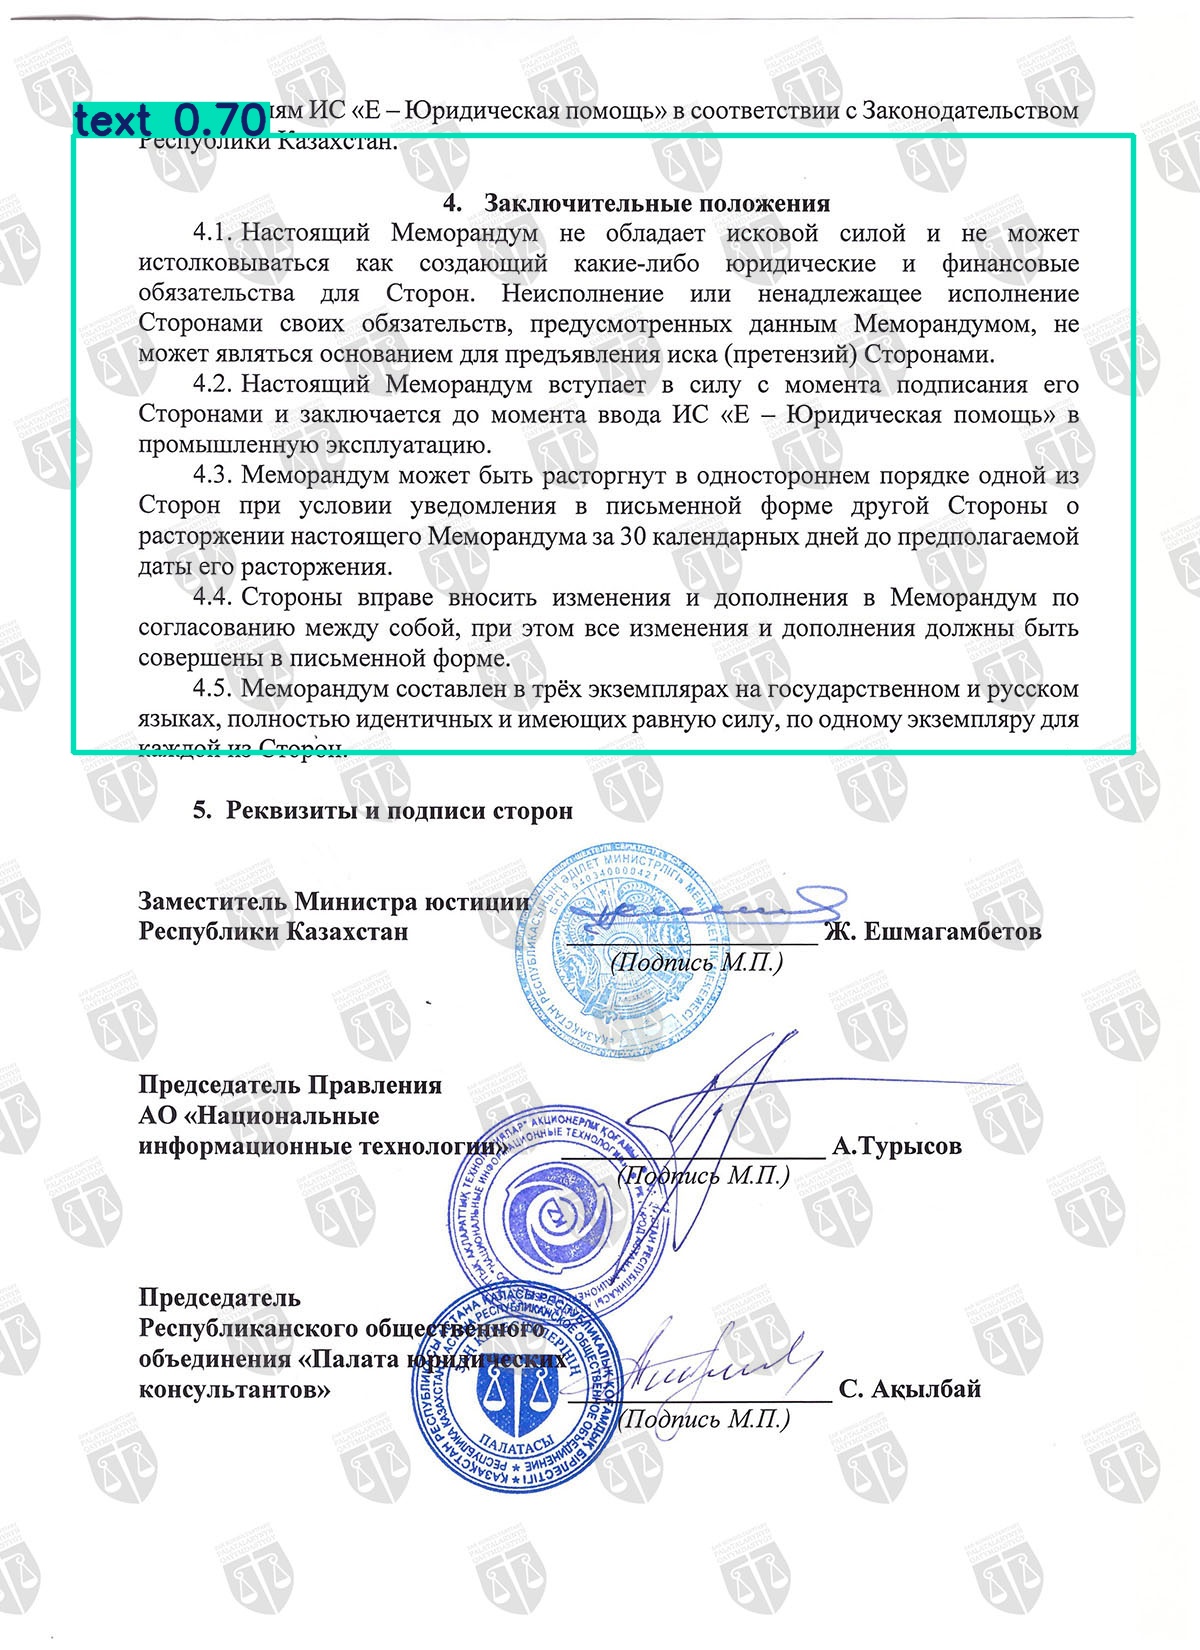 text 0.70
ям ИС «Е – Юридическая помощь» в соответствии с Законодательством
Республики Казахстан.
4. Заключительные положения
4.1. Настоящий Меморандум не обладает исковой силой и не может
истолковываться как создающий какие-либо юридические и финансовые
обязательства для Сторон. Неисполнение или ненадлежащее исполнение
Сторонами своих обязательств, предусмотренных данным Меморандумом, не
может являться основанием для предъявления иска (претензий) Сторонами.
4.2. Настоящий Меморандум вступает в силу с момента подписания его
Сторонами и заключается до момента ввода ИС «Е – Юридическая помощь» в
промышленную эксплуатацию.
4.3. Меморандум может быть расторгнут в одностороннем порядке одной из
Сторон при условии уведомления в письменной форме другой Стороны о
расторжении настоящего Меморандума за 30 календарных дней до предполагаемой
даты его расторжения.
4.4. Стороны вправе вносить изменения и дополнения в Меморандум по
согласованию между собой, при этом все изменения и дополнения должны быть
совершены в письменной форме.
4.5. Меморандум составлен в трёх экземплярах на государственном и русском
языках, полностью идентичных и имеющих равную силу, по одному экземпляру для
каждой из Сторон.
5. Реквизиты и подписи сторон
Заместитель Министра юстиции
Республики Казахстан Ж. Ешмагамбетов
(Подпись М.П.)
БСН 940340000421
Председатель Правления
АО «Национальные
информационные технологии» А.Турысов
(Подпись М.П.)
Председатель
Республиканского общественного
объединения «Палата юридических
консультантов» С. Ақылбай
(Подпись М.П.)
ПАЛАТАСЫ